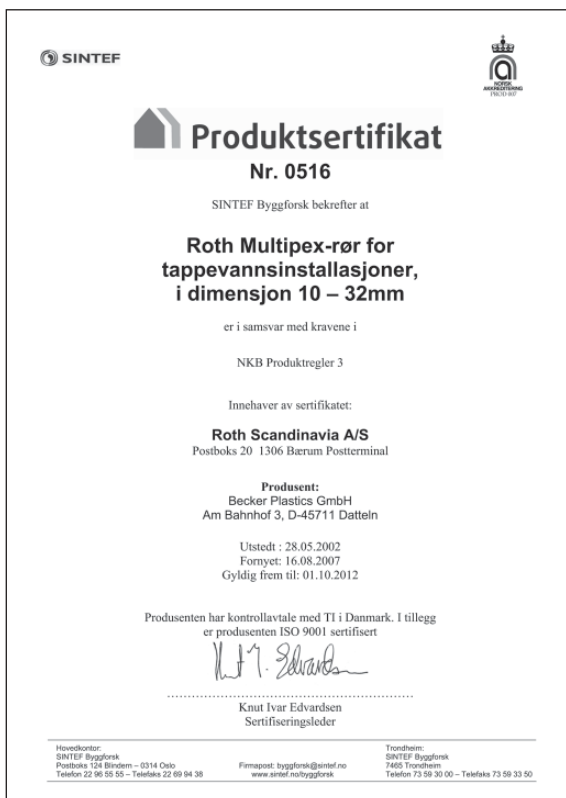 SINTEF
NORSK
AKKREDITERING
PROD 007
Produktsertifikat
Nr. 0516
SINTEF Byggforsk bekrefter at
Roth Multipex-rør for
tappevannsinstallasjoner,
i dimensjon 10 – 32mm
er i samsvar med kravene i
NKB Produktregler 3
Innehaver av sertifikatet:
Roth Scandinavia A/S
Postboks 20 1306 Bærum Postterminal
Produsent:
Becker Plastics GmbH
Am Bahnhof 3, D-45711 Datteln
Utstedt : 28.05.2002
Fornyet: 16.08.2007
Gyldig frem til: 01.10.2012
Produsenten har kontrollavtale med TI i Danmark. I tillegg
er produsenten ISO 9001 sertifisert
Knut I. Edvardsen
Knut Ivar Edvardsen
Sertifiseringsleder
Hovedkontor:
SINTEF Byggforsk
Postboks 124 Blindern – 0314 Oslo
Telefon 22 96 55 55 – Telefaks 22 69 94 38
Firmapost: byggforsk@sintef.no
www.sintef.no/byggforsk
Trondheim:
SINTEF Byggforsk
7465 Trondheim
Telefon 73 59 30 00 – Telefaks 73 59 33 50